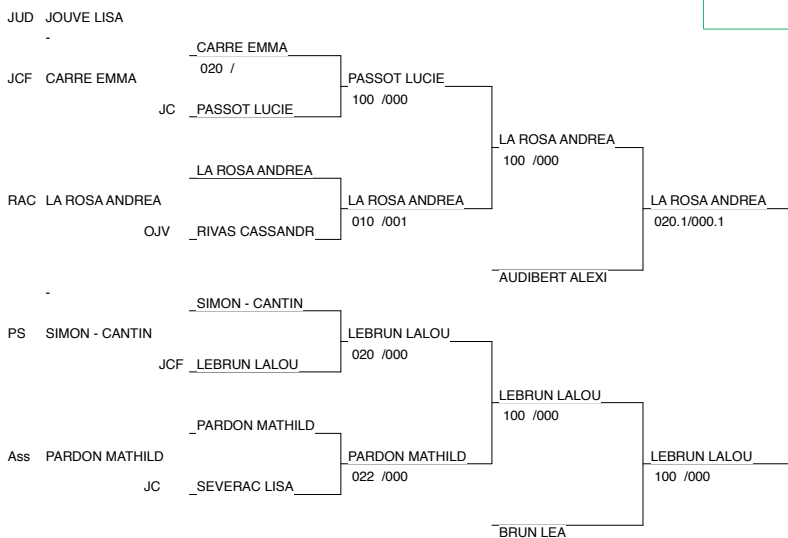 JUD JOUVE LISA
-
CARRE EMMA
020 /
JCF CARRE EMMA
PASSOT LUCIE
100 /000
JC PASSOT LUCIE
LA ROSA ANDREA
100 /000
LA ROSA ANDREA
RAC LA ROSA ANDREA
LA ROSA ANDREA
010 /001
LA ROSA ANDREA
020.1/000.1
OJV RIVAS CASSANDR
AUDIBERT ALEXI
-
SIMON - CANTIN
PS SIMON - CANTIN
LEBRUN LALOU
020 /000
JCF LEBRUN LALOU
LEBRUN LALOU
100 /000
PARDON MATHILD
Ass PARDON MATHILD
PARDON MATHILD
022 /000
LEBRUN LALOU
100 /000
JC SEVERAC LISA
BRUN LEA